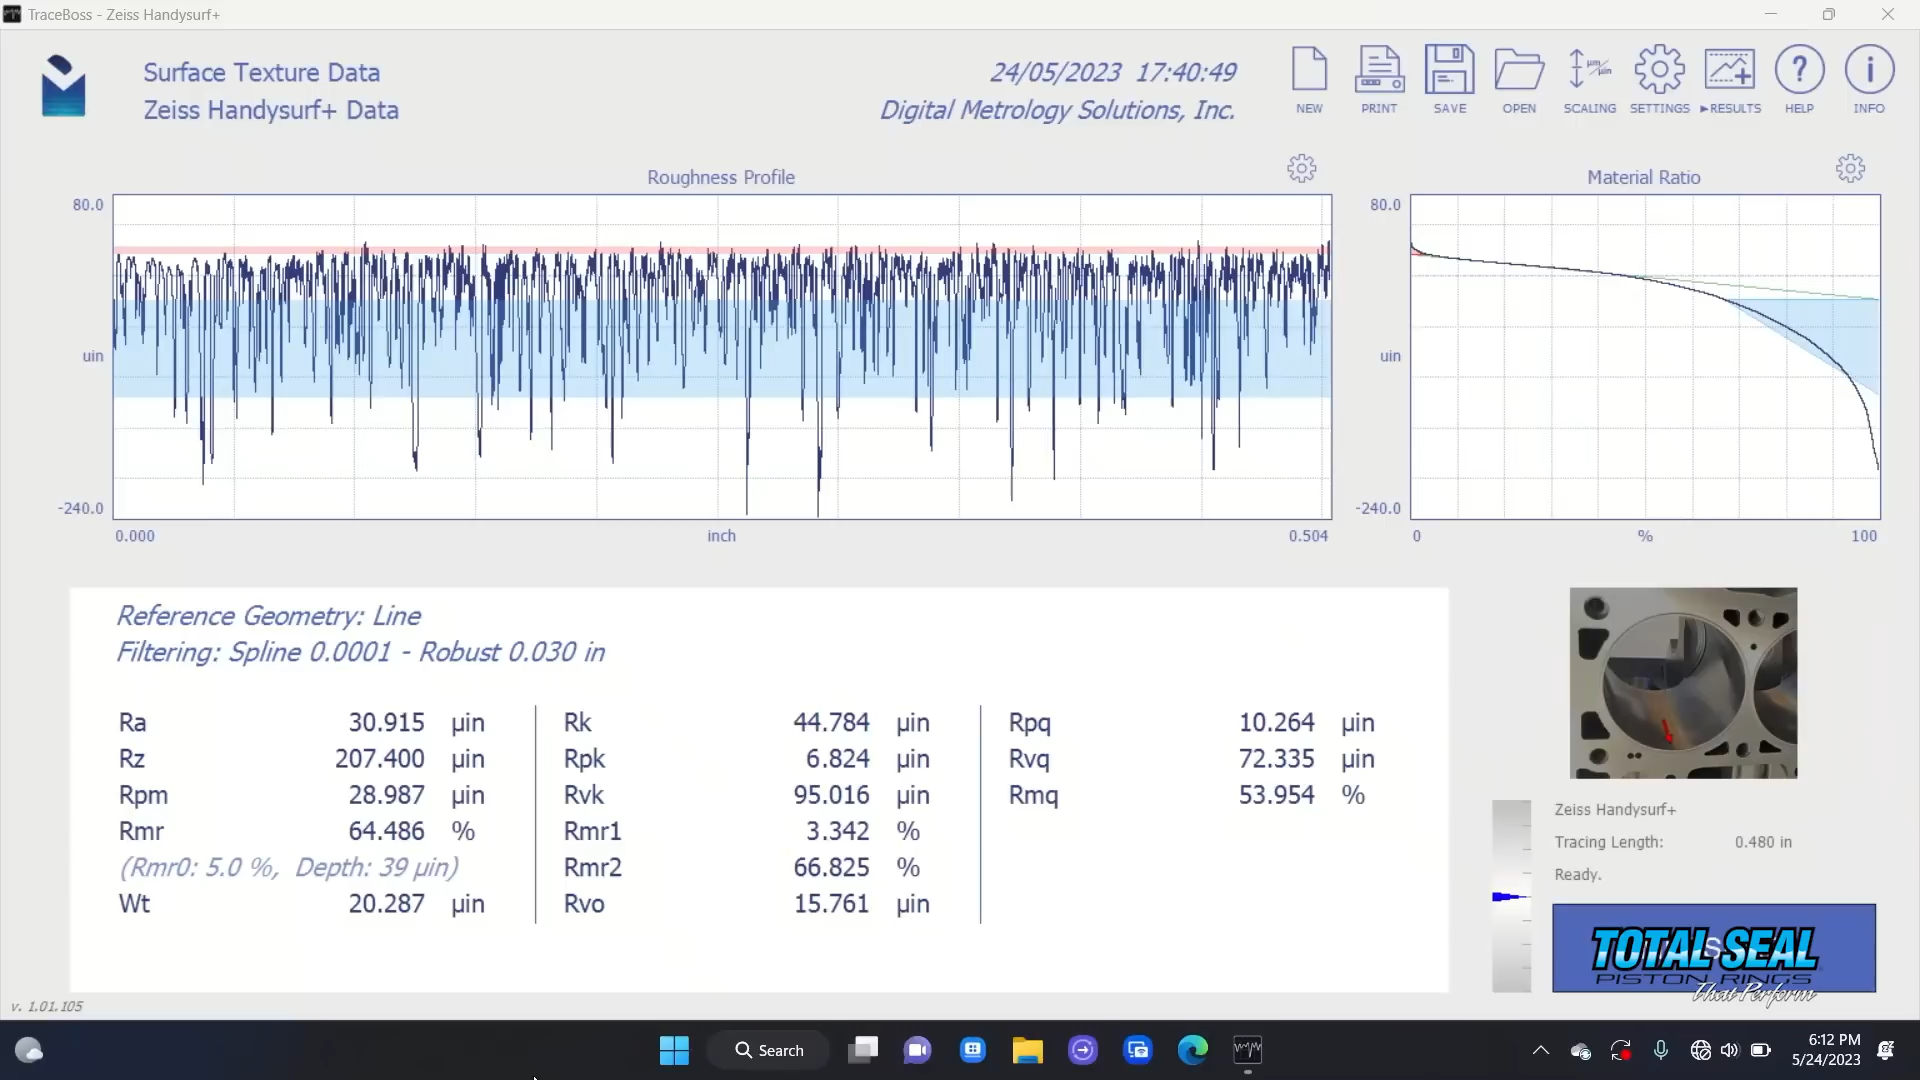 TraceBoss - Zeiss Handysurf+
Surface Texture Data
Zeiss Handysurf+ Data
24/05/2023 17:40:49
Digital Metrology Solutions, Inc.
NEW
PRINT
SAVE
OPEN
µm/µin
SCALING
SETTINGS
►RESULTS
?
HELP
i
INFO
Roughness Profile
80.0
uin
-240.0
0.000
inch
0.504
Material Ratio
80.0
uin
-240.0
0
%
100
Reference Geometry: Line
Filtering: Spline 0.0001 - Robust 0.030 in
Ra 30.915 µin
Rz 207.400 µin
Rpm 28.987 µin
Rmr 64.486 %
(Rmr0: 5.0 %, Depth: 39 µin)
Wt 20.287 µin
Rk 44.784 µin
Rpk 6.824 µin
Rvk 95.016 µin
Rmr1 3.342 %
Rmr2 66.825 %
Rvo 15.761 µin
Rpq 10.264 µin
Rvq 72.335 µin
Rmq 53.954 %
Zeiss Handysurf+
Tracing Length: 0.480 in
Ready.
TOTAL SEAL
PISTON RINGS
That Perform
v. 1.01.105
Search
6:12 PM
5/24/2023